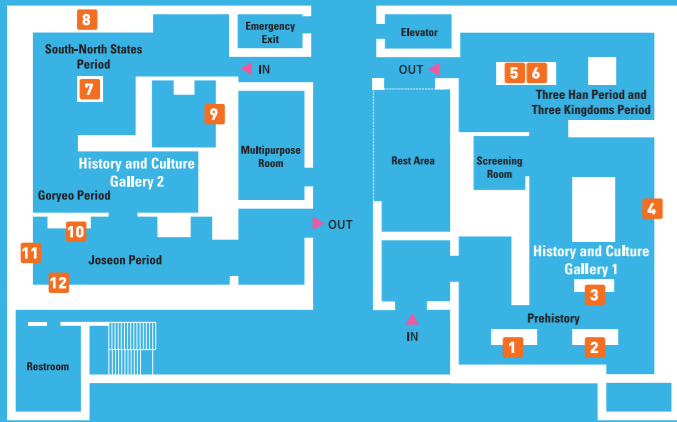 8
Emergency
Exit
Elevator
South-North States
Period
IN
OUT
5
6
7
Three Han Period and
Three Kingdoms Period
9
Multipurpose
Room
History and Culture
Gallery 2
Rest Area
Screening
Room
Goryeo Period
4
10
OUT
11
Joseon Period
History and Culture
Gallery 1
12
3
Prehistory
IN
1
2
Restroom